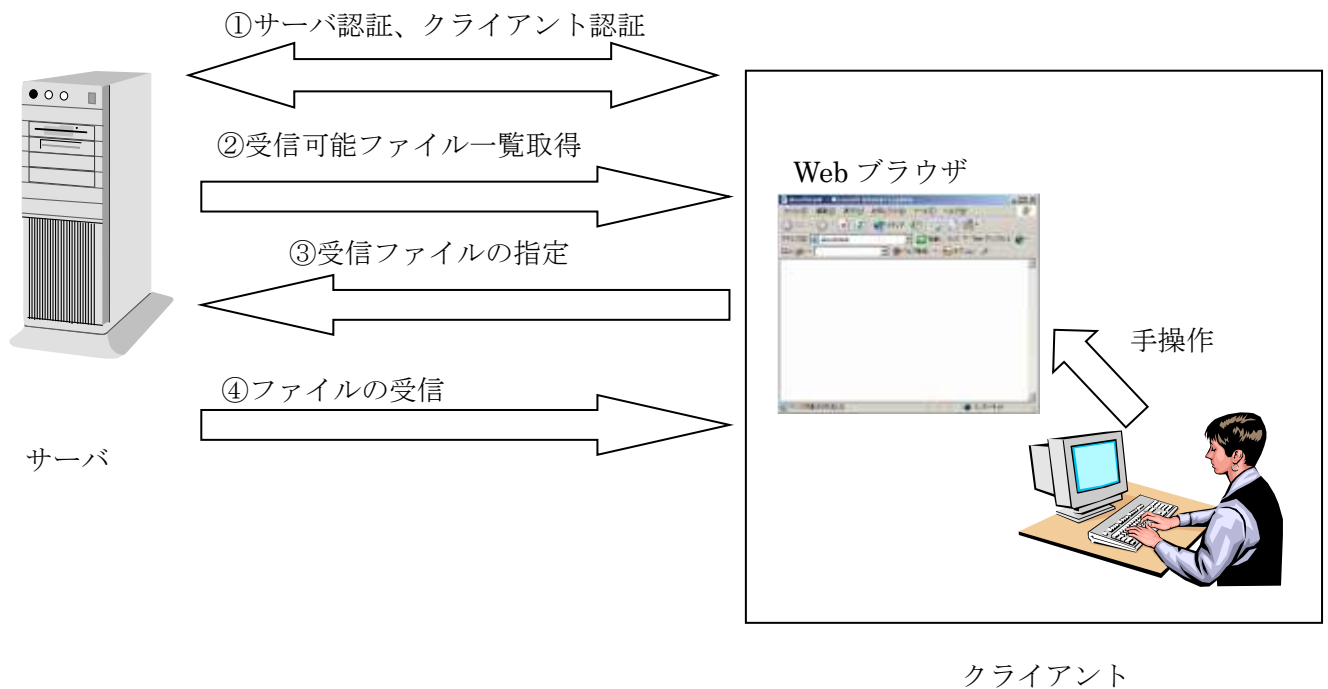 ①サーバ認証、クライアント認証
②受信可能ファイル一覧取得
Web ブラウザ
③受信ファイルの指定
手操作
④ファイルの受信
サーバ
クライアント